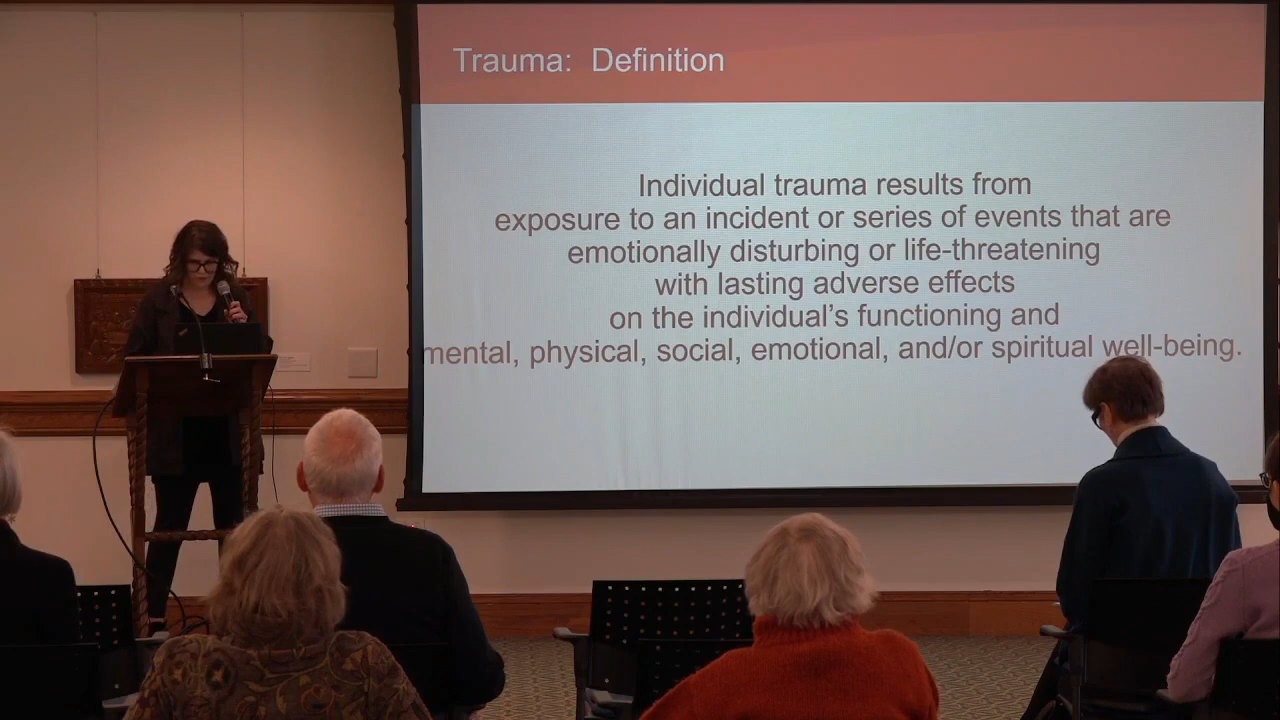 Trauma: Definition
Individual trauma results from
exposure to an incident or series of events that are
emotionally disturbing or life-threatening
with lasting adverse effects
on the individual's functioning and
mental, physical, social, emotional, and/or spiritual well-being.